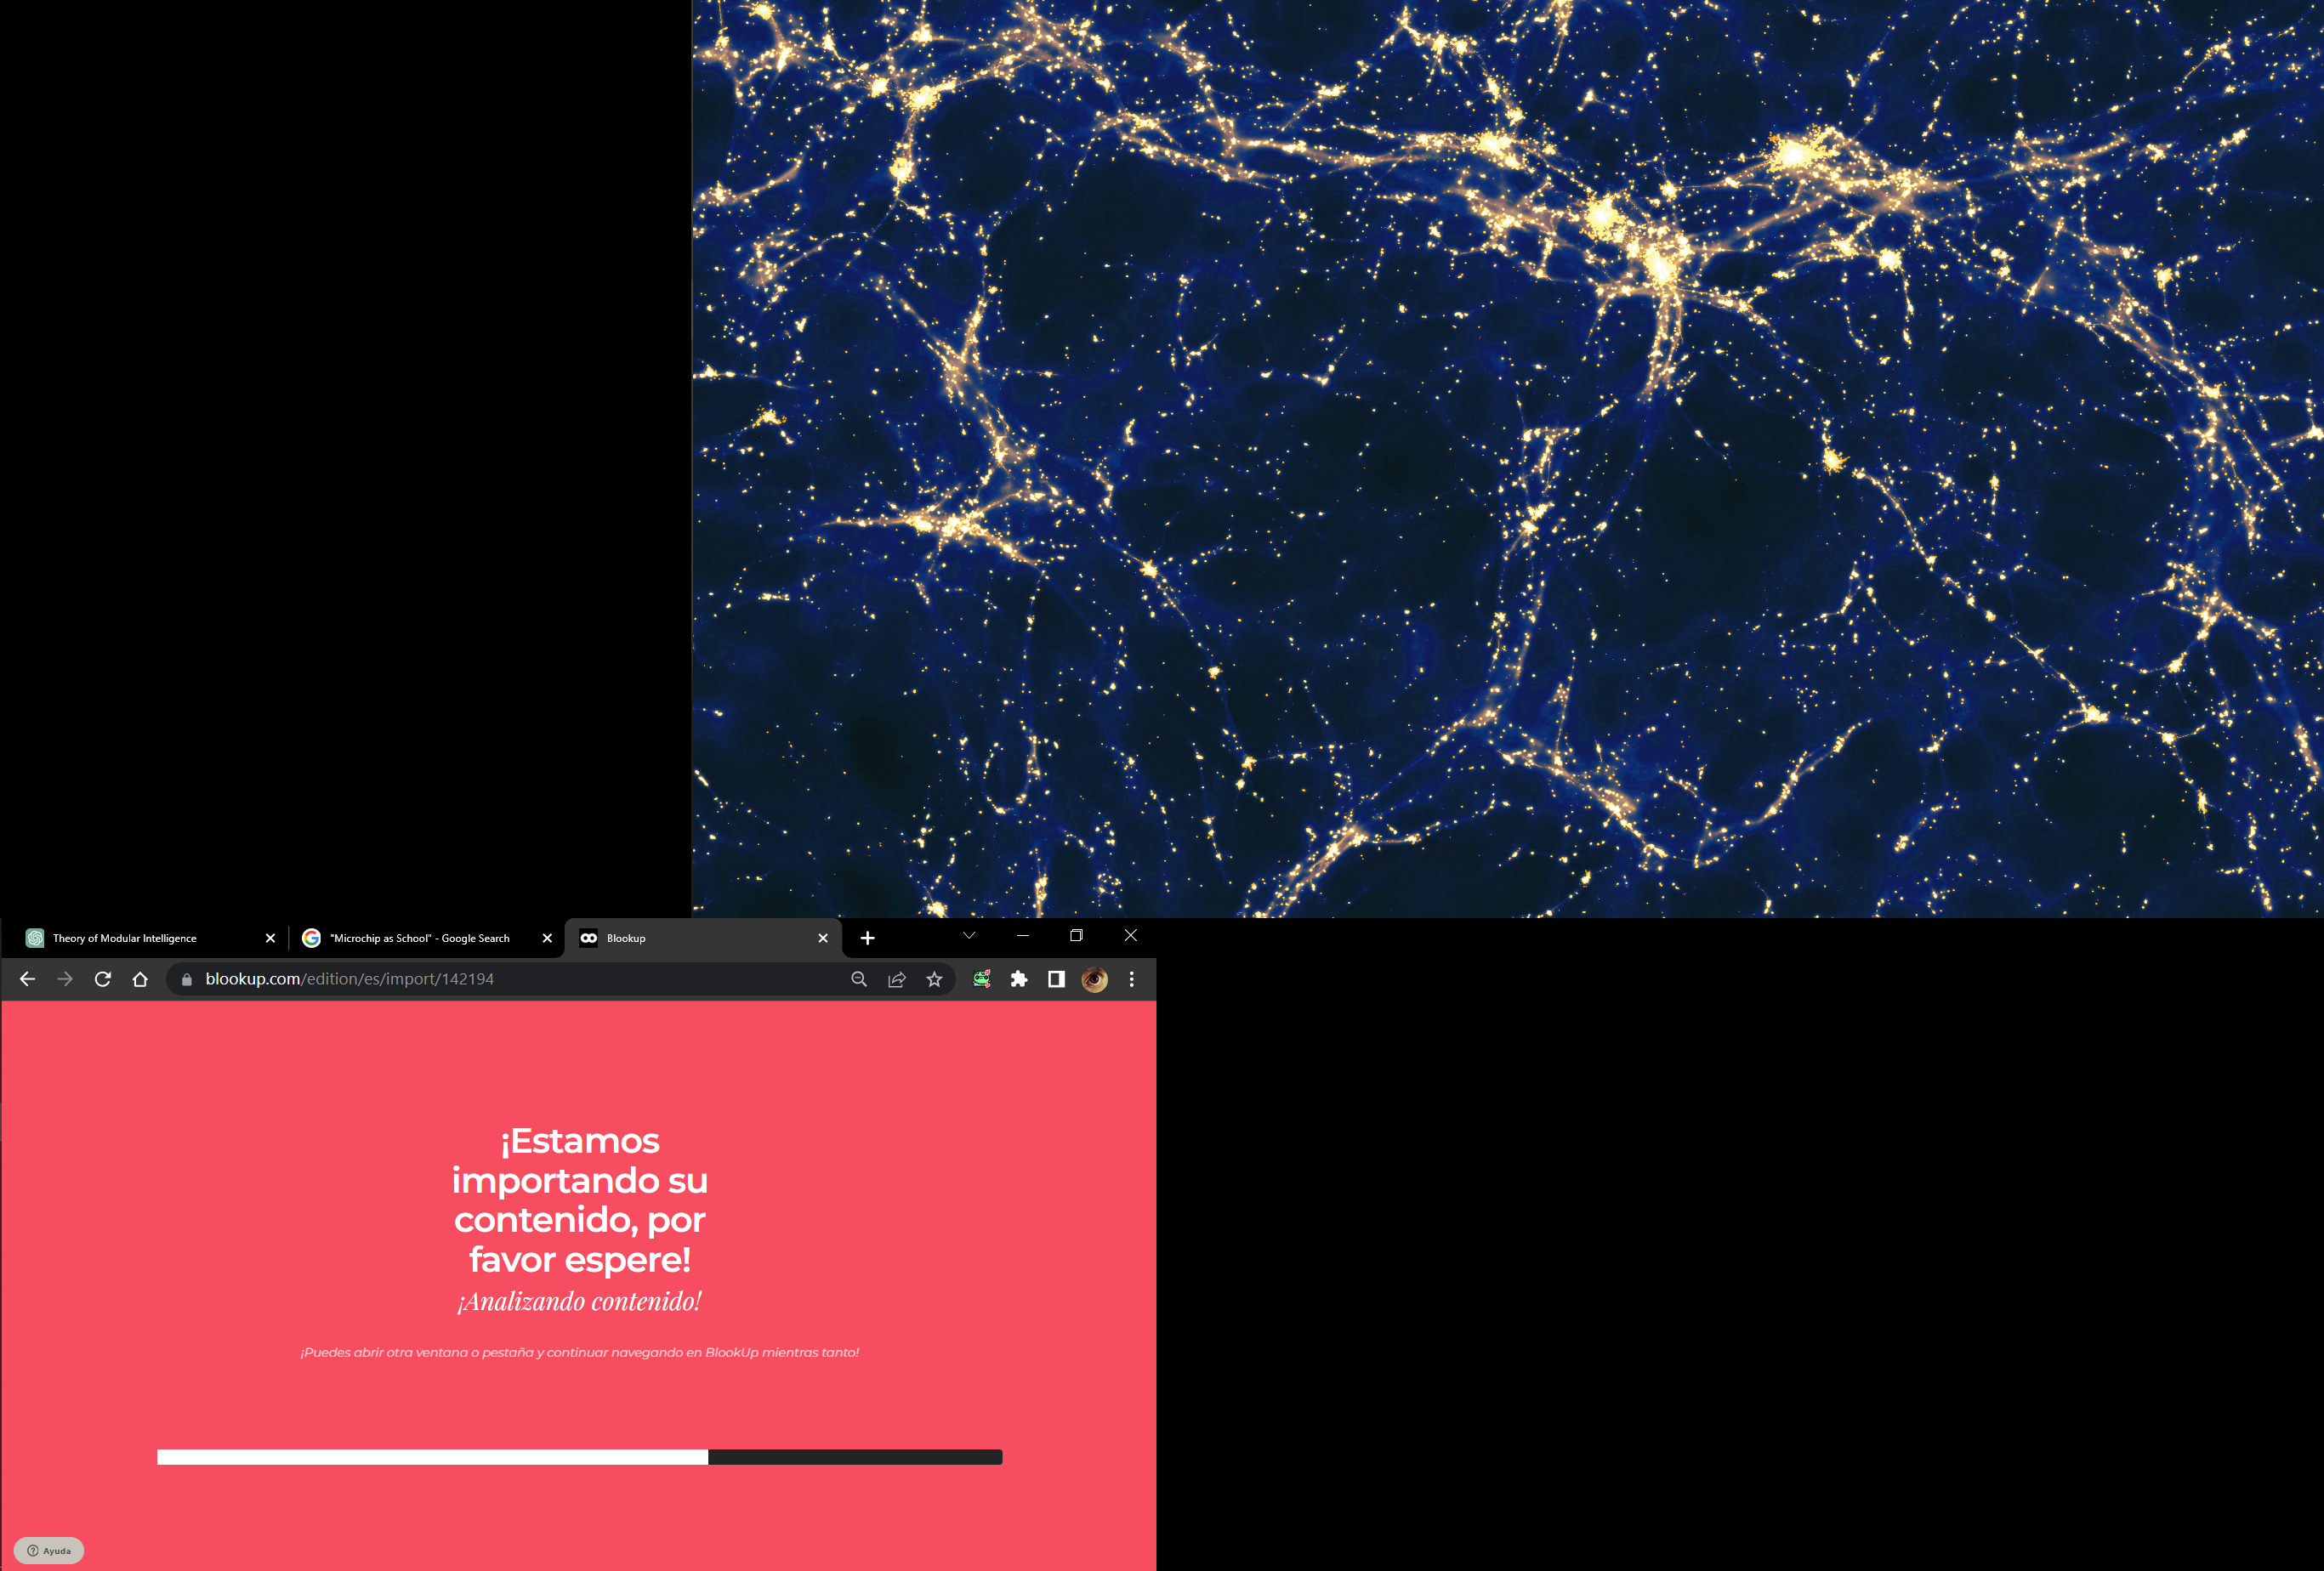 Theory of Modular Intelligence
"Microchip as School" - Google Search
Blookup
blookup.com/edition/es/import/142194
¡Estamos
importando su
contenido, por
favor espere!
¡Analizando contenido!
¡Puedes abrir otra ventana o pestaña y continuar navegando en BlookUp mientras tanto!
Ayuda